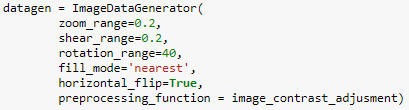 datagen = ImageDataGenerator(
zoom_range=0.2,
shear_range=0.2,
rotation_range=40,
fill_mode='nearest',
horizontal_flip=True,
preprocessing_function = image_contrast_adjusment)